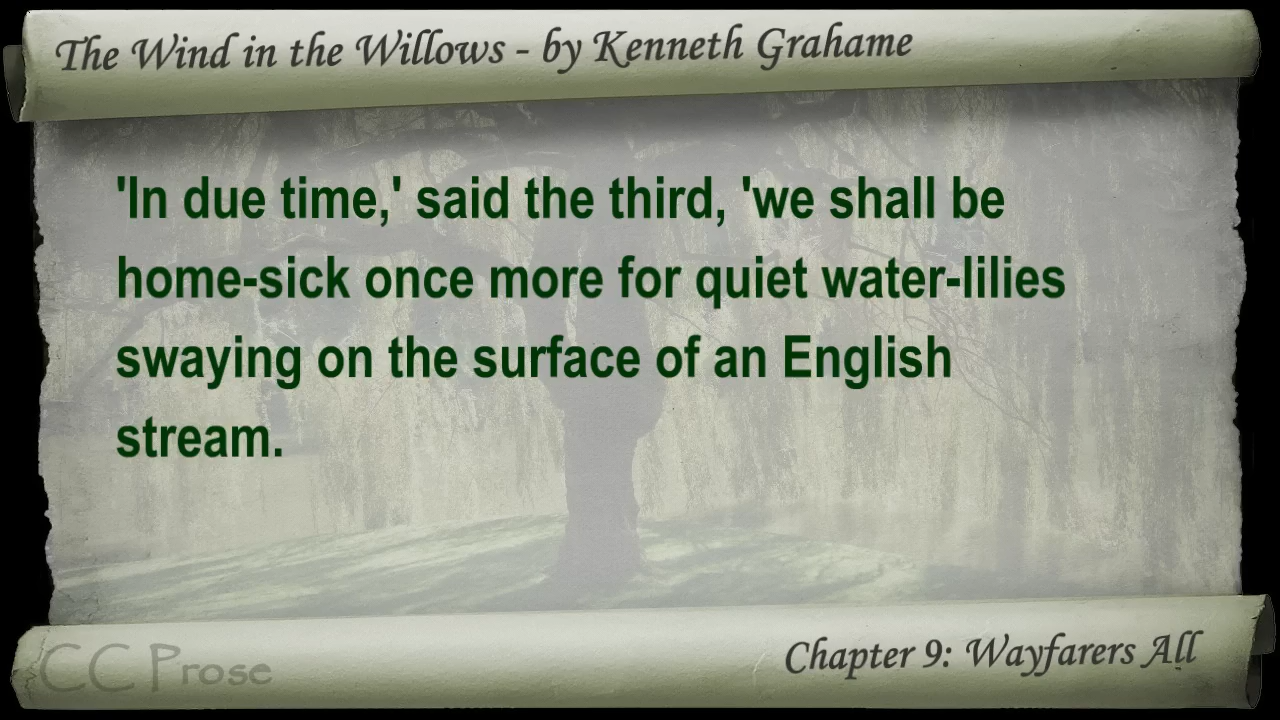 The Wind in the Willows - by Kenneth Grahame
'In due time,' said the third, 'we shall be
home-sick once more for quiet water-lilies
swaying on the surface of an English
stream.
CC Prose
Chapter 9: Wayfarers All